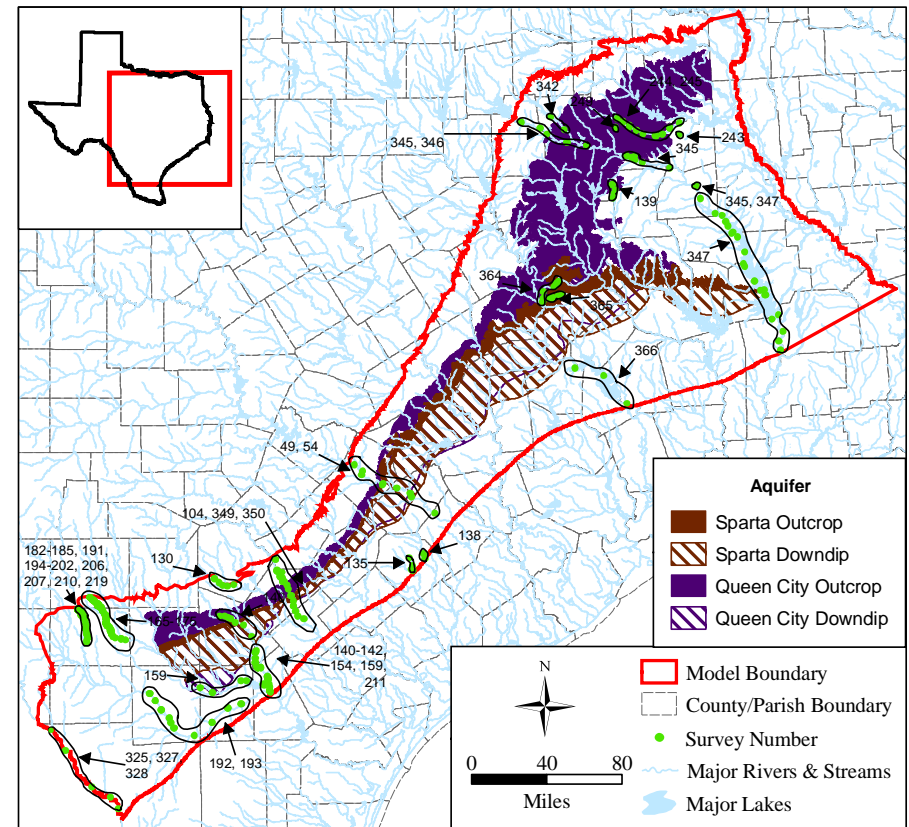 342
345, 346
243
345
139
345, 347
347
364
365
366
49, 54
104, 349, 350
138
135
130
182-185, 191,
194-202, 206,
207, 210, 219
140-142,
154, 159,
211
159
192, 193
325, 327
328
Aquifer
Sparta Outcrop
Sparta Downdip
Queen City Outcrop
Queen City Downdip
N
0 40 80
Miles
Model Boundary
County/Parish Boundary
Survey Number
Major Rivers & Streams
Major Lakes